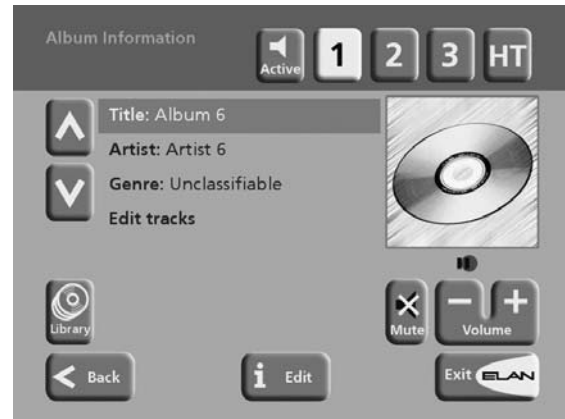 Album Information
Active
1
2
3
HT
Title: Album 6
Artist: Artist 6
Genre: Unclassifiable
Edit tracks
Library
Mute
Volume
Back
i Edit
Exit ELAN